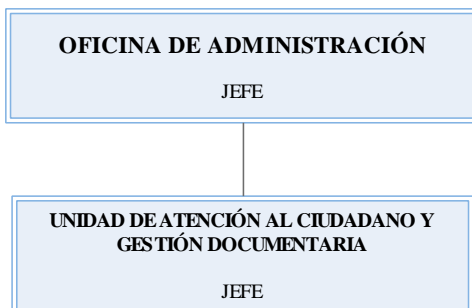 OFICINA DE ADMINISTRACIÓN
JEFE
UNIDAD DE ATENCIÓN AL CIUDADANO Y
GESTIÓN DOCUMENTARIA
JEFE